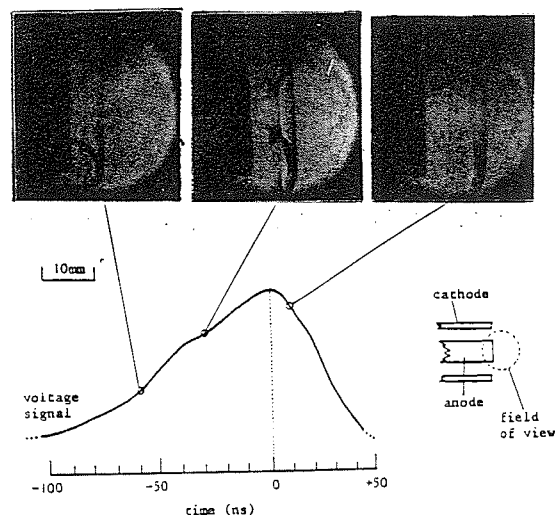 10mm
cathode
anode
field
of view
voltage
signal
-100
-50
0
+50
time (ns)